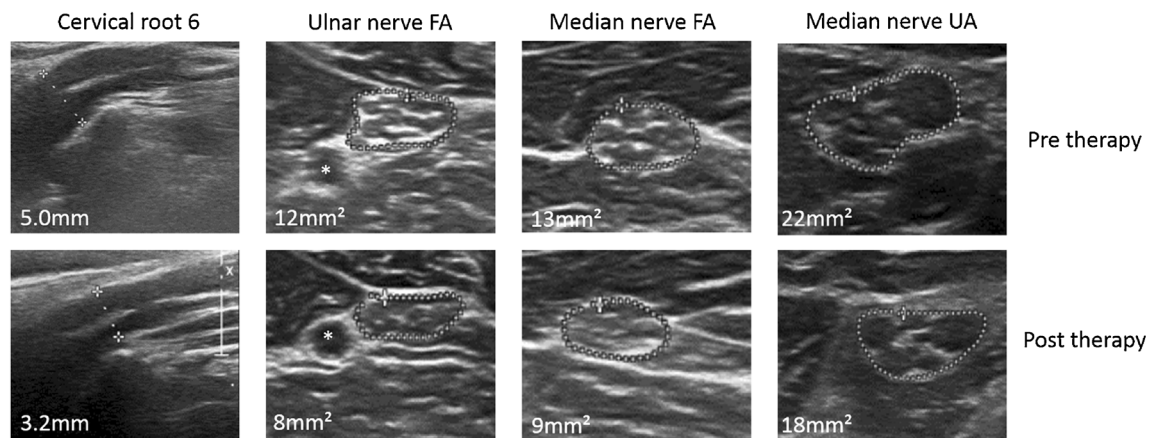 Cervical root 6 Ulnar nerve FA Median nerve FA Median nerve UA
5.0mm 12mm² 13mm² 22mm² Pre therapy
* 
x
*
3.2mm 8mm² 9mm² 18mm² Post therapy